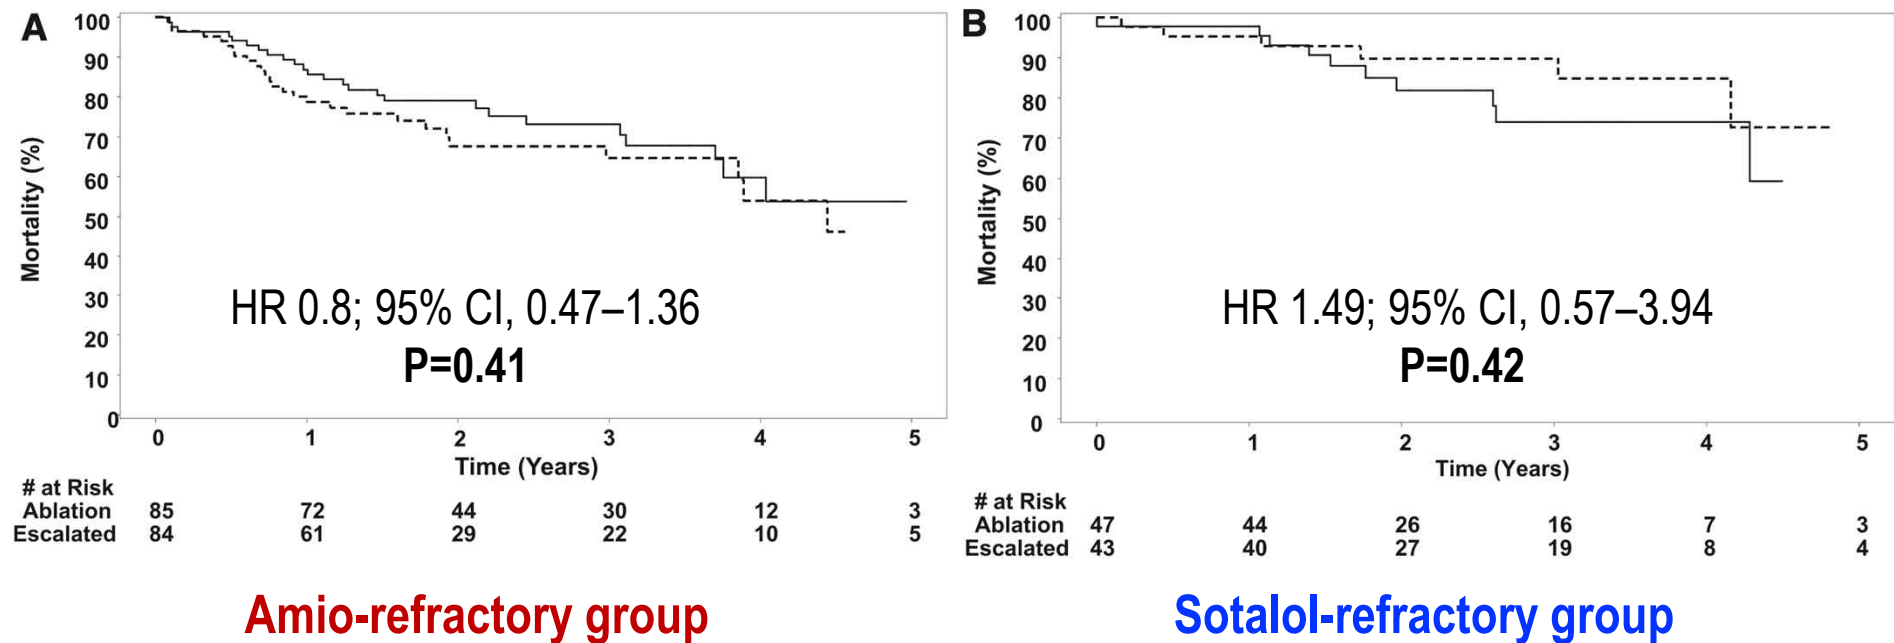 A
100
90
80
70
60
50
40
30
20
10
0
Mortality (%)
HR 0.8; 95% CI, 0.47–1.36
P=0.41
0 1 2 3 4 5
Time (Years)
# at Risk
Ablation 85 72 44 30 12 3
Escalated 84 61 29 22 10 5
Amio-refractory group
B
100
90
80
70
60
50
40
30
20
10
0
Mortality (%)
HR 1.49; 95% CI, 0.57–3.94
P=0.42
0 1 2 3 4 5
Time (Years)
# at Risk
Ablation 47 44 26 16 7 3
Escalated 43 40 27 19 8 4
Sotalol-refractory group